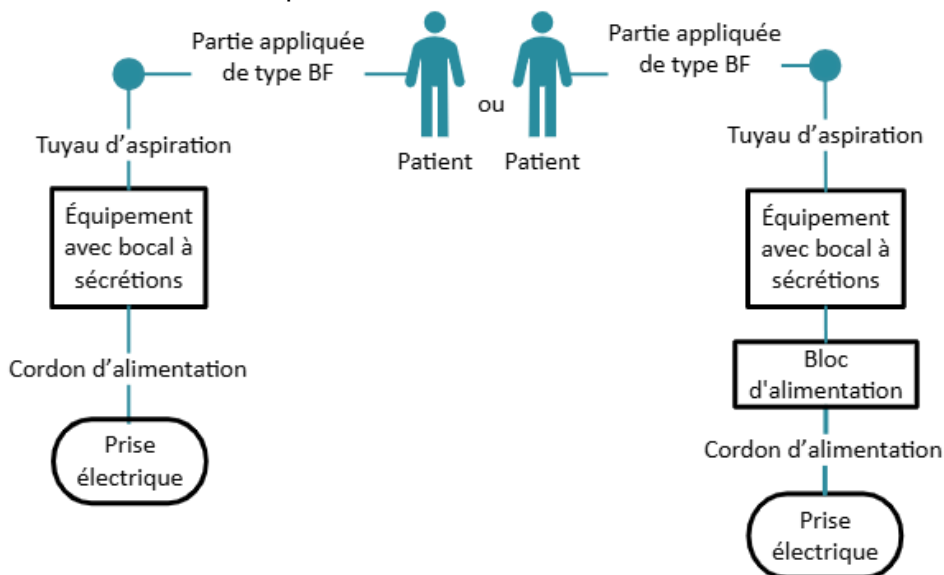 Partie appliquée
de type BF
Tuyau d’aspiration
Équipement
avec bocal à
sécrétions
Cordon d’alimentation
Prise
électrique
Patient
ou
Patient
Partie appliquée
de type BF
Tuyau d’aspiration
Équipement
avec bocal à
sécrétions
Bloc
d'alimentation
Cordon d’alimentation
Prise
électrique